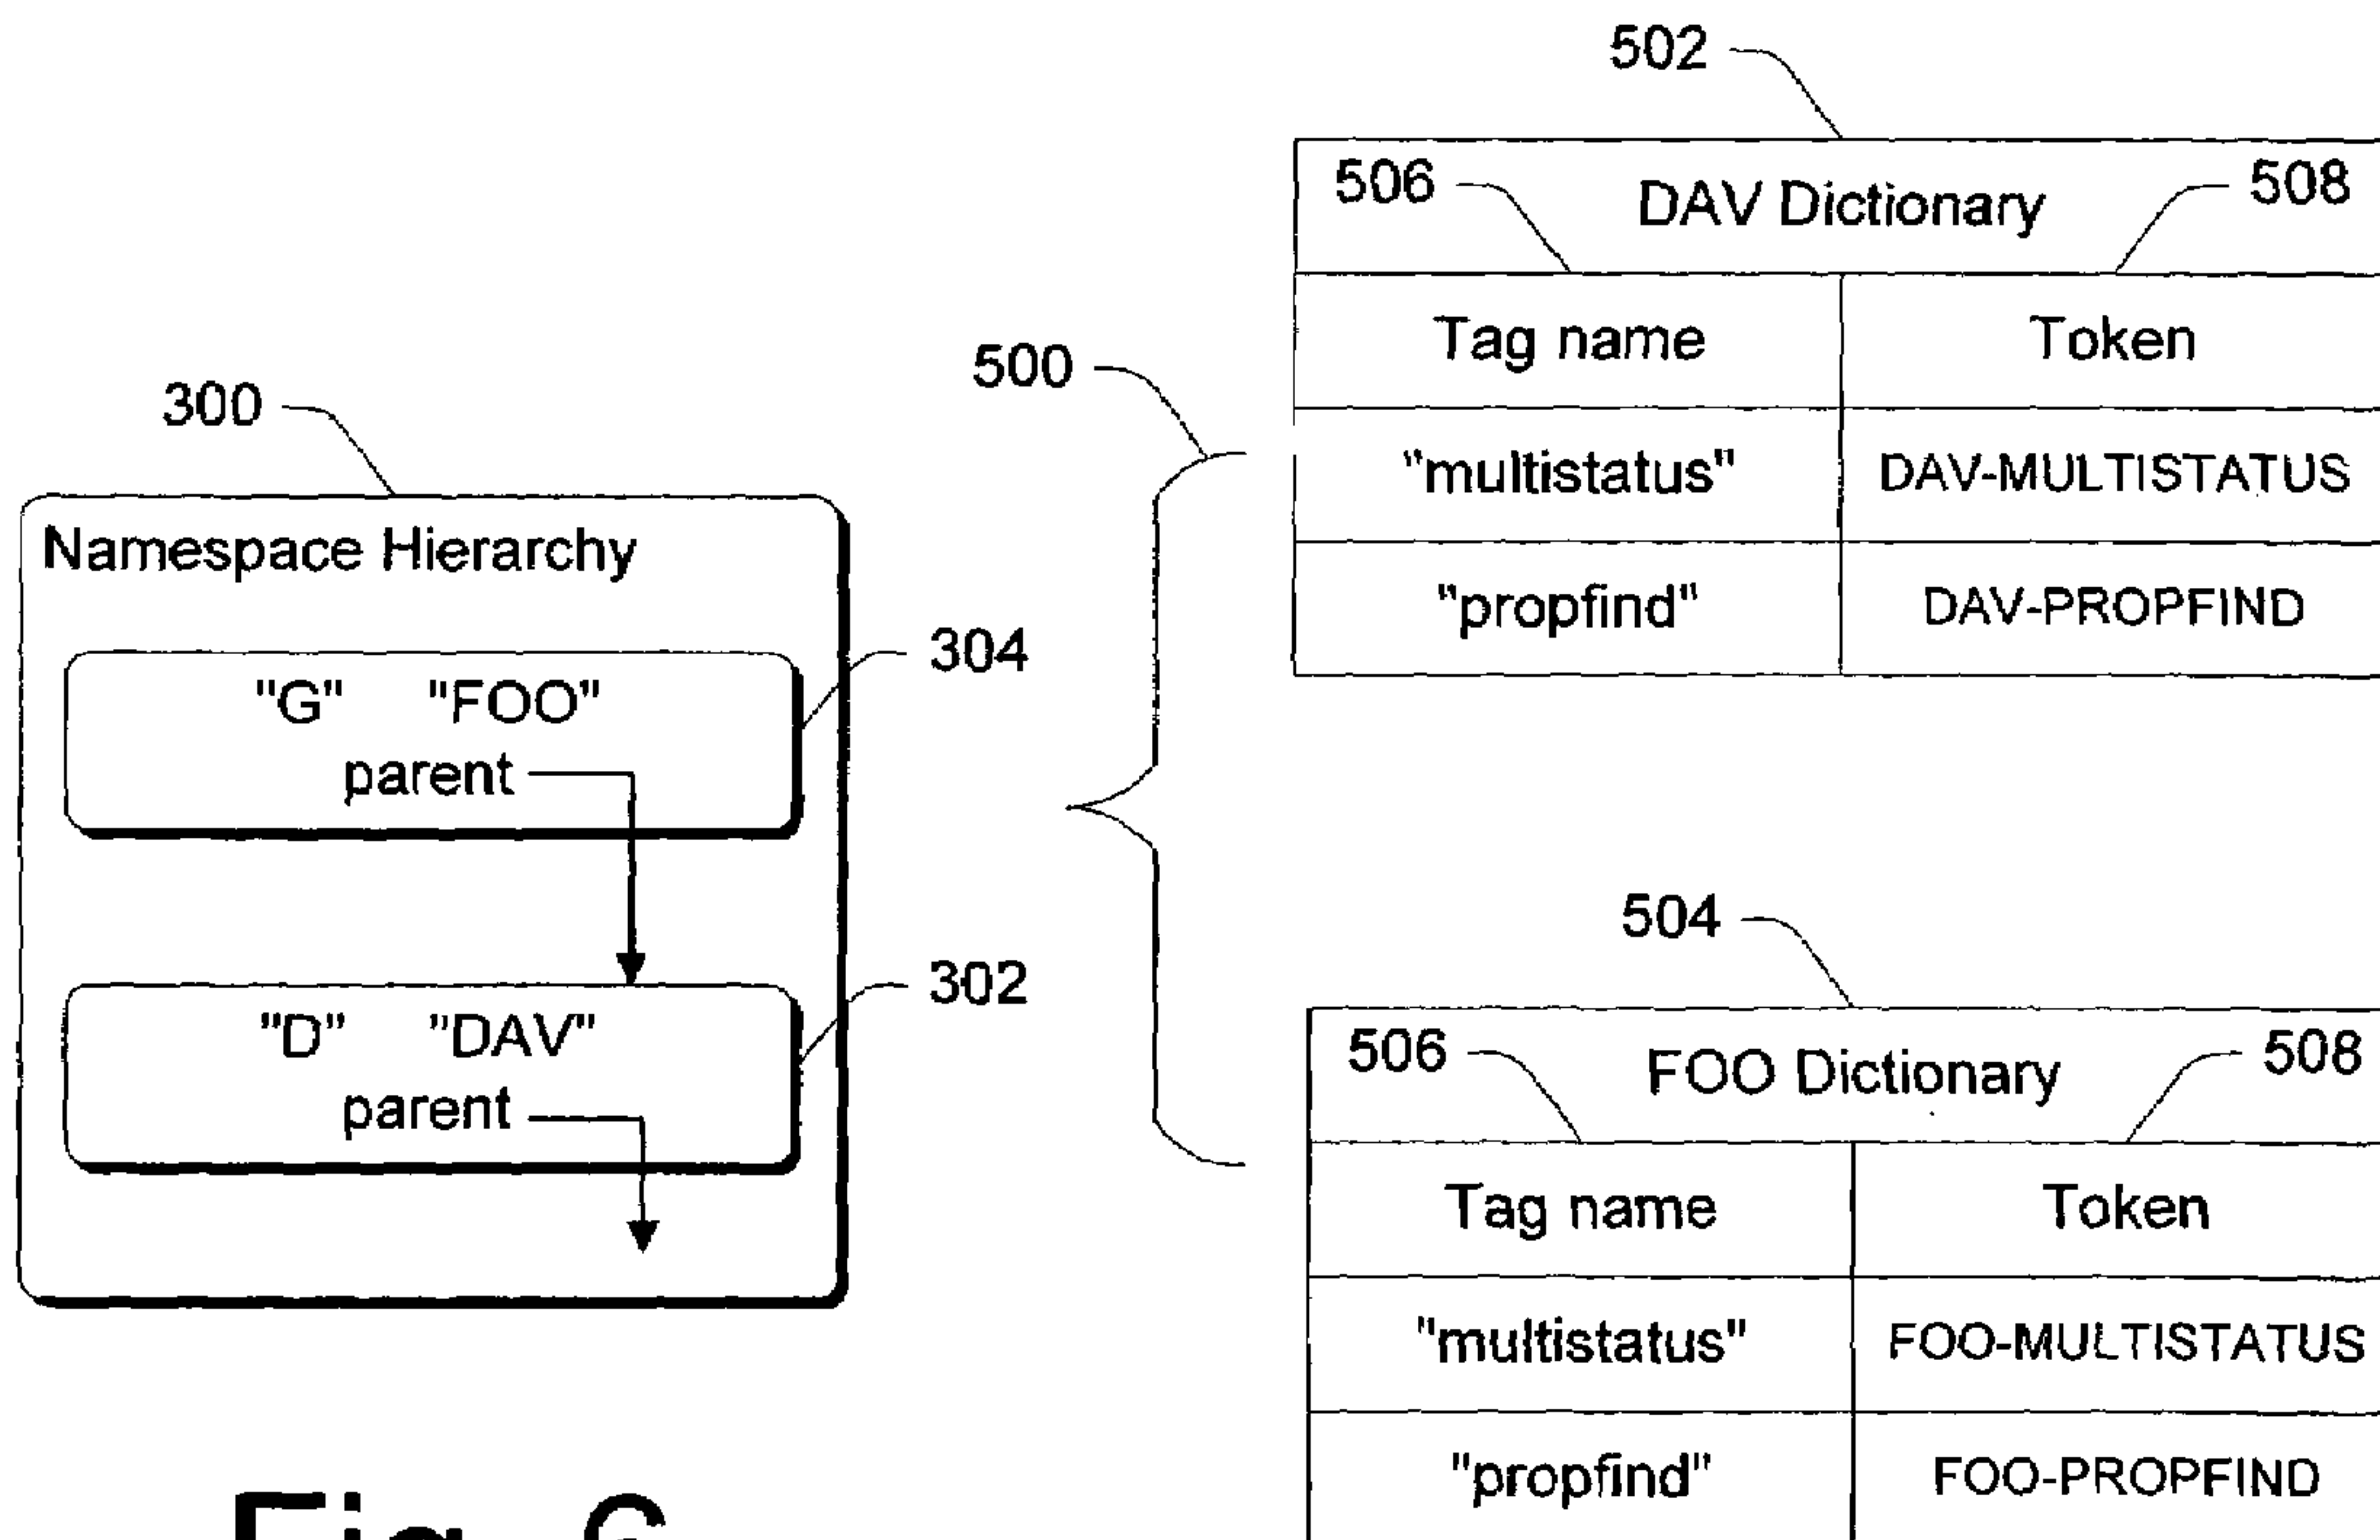 502
506 DAV Dictionary 508
Tag name Token
"multistatus" DAV-MULTISTATUS
"propfind" DAV-PROPFIND
500
300
Namespace Hierarchy
304
"G" "FOO"
parent
302
"D" "DAV"
parent
504
506 FOO Dictionary 508
Tag name Token
"multistatus" FOO-MULTISTATUS
"propfind" FOO-PROPFIND